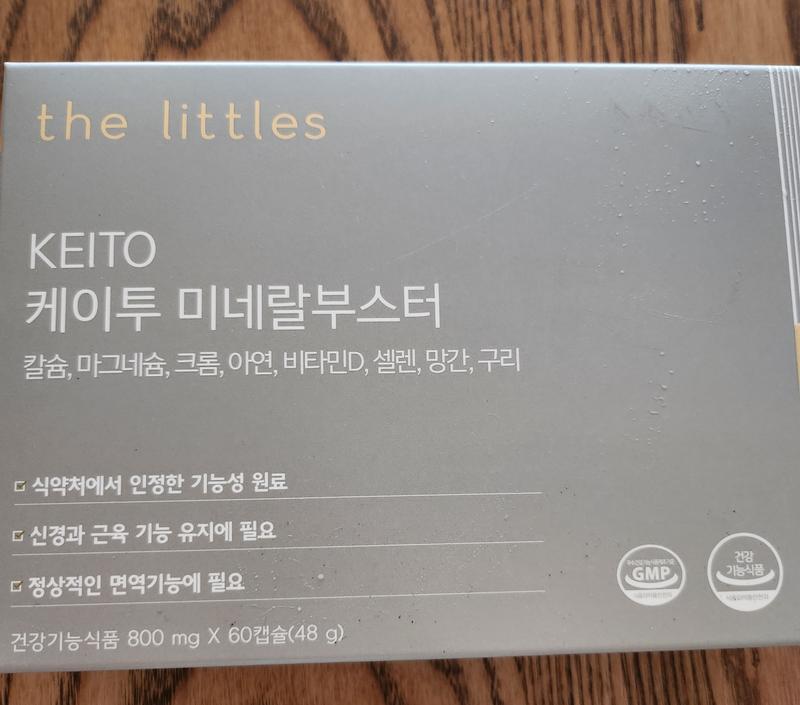 the littles
KEITO
케이투 미네랄부스터
칼슘, 마그네슘, 크롬, 아연, 비타민D, 셀렌, 망간, 구리
식약처에서 인정한 기능성 원료
신경과 근육 기능 유지에 필요
정상적인 면역기능에 필요
건강기능식품 800 mg X 60캡슐(48 g)
GMP
건강
기능식품